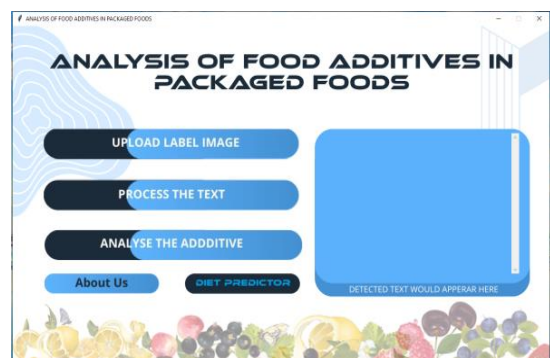 ANALYSIS OF FOOD ADDITIVES IN PACKAGED FOODS
ANALYSIS OF FOOD ADDITIVES IN
PACKAGED FOODS
UPLOAD LABEL IMAGE
PROCESS THE TEXT
ANALYSE THE ADDDITIVE
About Us
DIET PREDICTOR
DETECTED TEXT WOULD APPERAR HERE